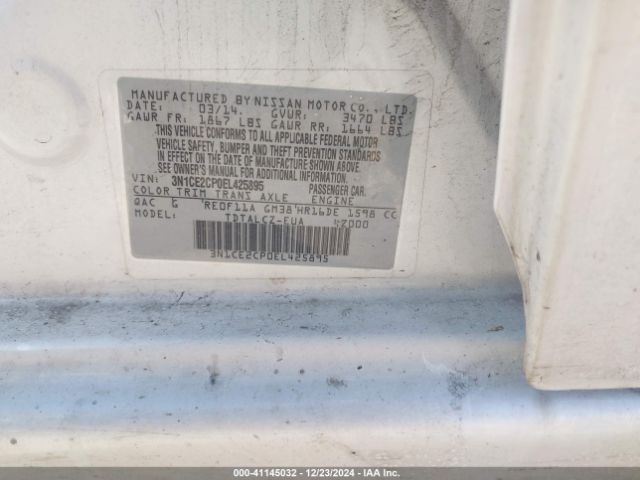 MANUFACTURED BY NISSAN MOTOR CO., LTD.
DATE: 03/14 GVWR: 3470 LBS
GAWR FR: 1867 LBS GAWR RR: 1664 LBS
THIS VEHICLE CONFORMS TO ALL APPLICABLE FEDERAL MOTOR
VEHICLE SAFETY, BUMPER AND THEFT PREVENTION STANDARDS
IN EFFECT ON THE DATE OF MANUFACTURE SHOWN ABOVE.
SEE OWNER'S MANUAL FOR ADDITIONAL INFORMATION
VIN: 3N1CE2CP0EL425895 PASSENGER CAR
COLOR TRIM TRANS AXLE ENGINE
QAC G RE0F11A GM38 HR16DE 1598 CC
MODEL: TDTALCZ-EUA
3N1CE2CP0EL425895
000-41145032 - 12/23/2024 - IAA Inc.